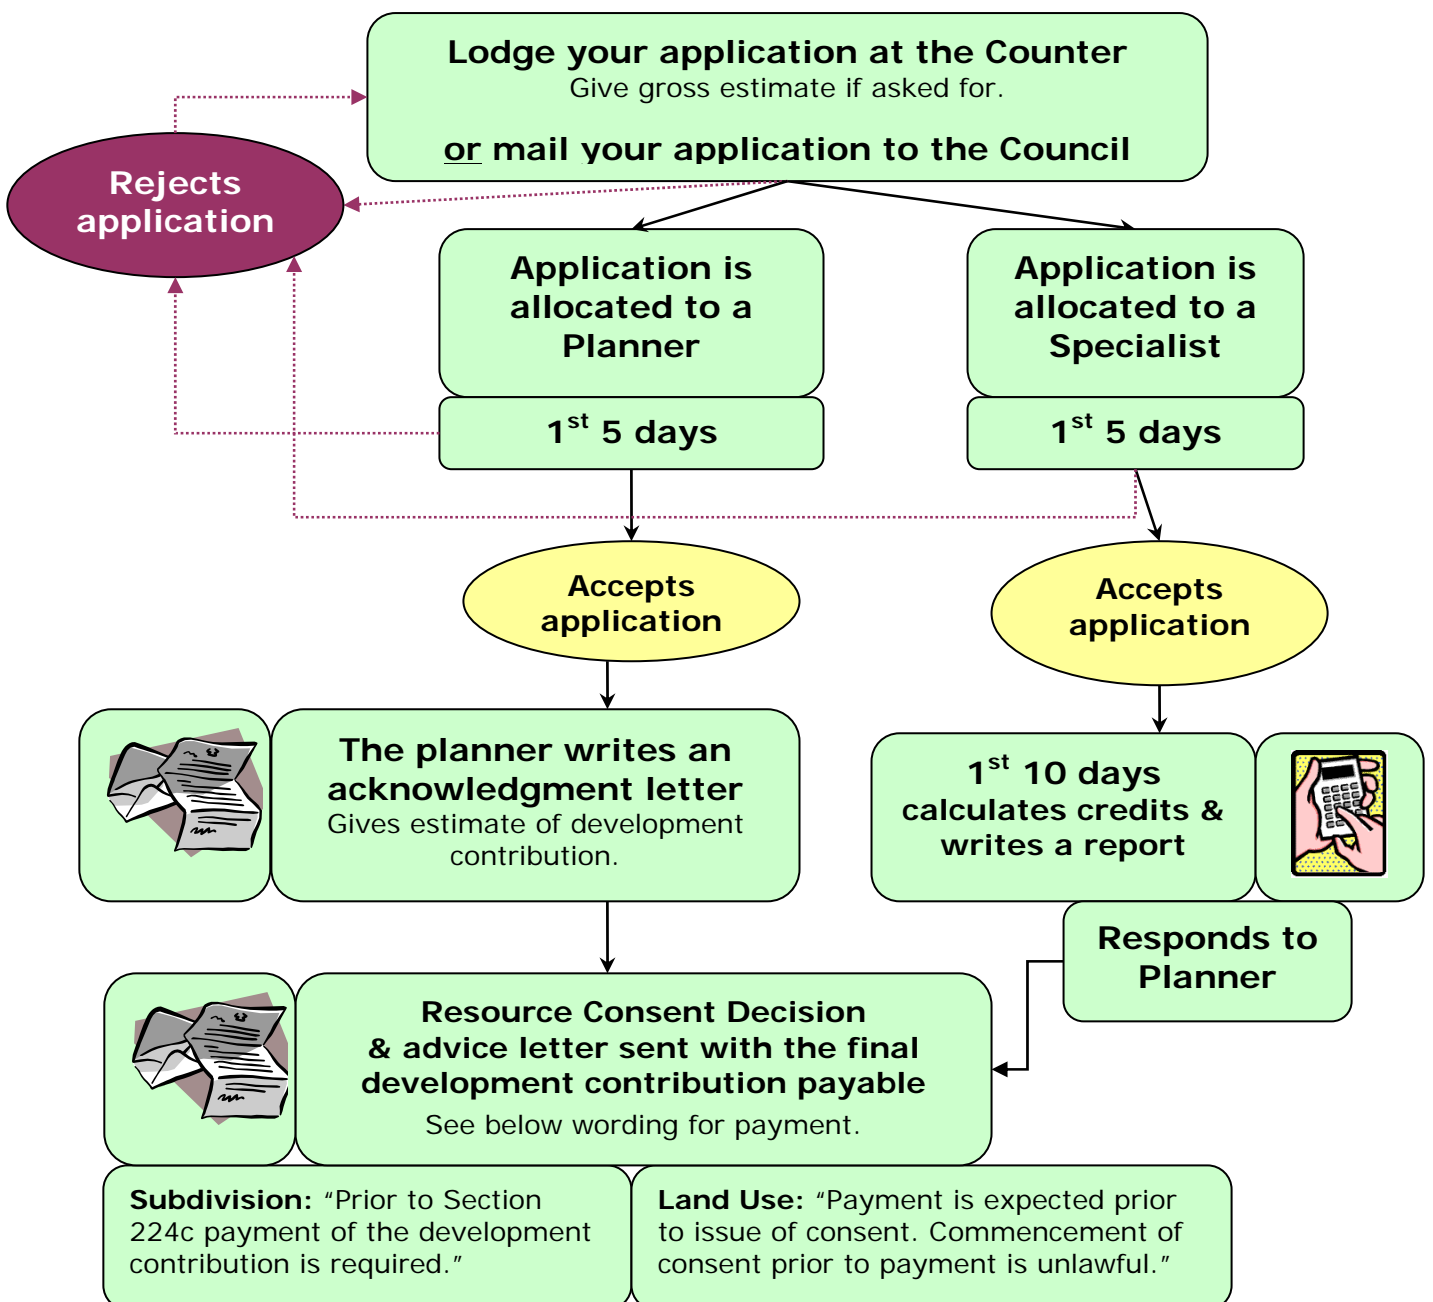 Lodge your application at the Counter
Give gross estimate if asked for.
or mail your application to the Council
Rejects
application
Application is
allocated to a
Planner
Application is
allocated to a
Specialist
1st 5 days
1st 5 days
Accepts
application
Accepts
application
The planner writes an
acknowledgment letter
Gives estimate of development
contribution.
1st 10 days
calculates credits &
writes a report
Responds to
Planner
Resource Consent Decision
& advice letter sent with the final
development contribution payable
See below wording for payment.
Subdivision: "Prior to Section
224c payment of the development
contribution is required."
Land Use: "Payment is expected prior
to issue of consent. Commencement of
consent prior to payment is unlawful."